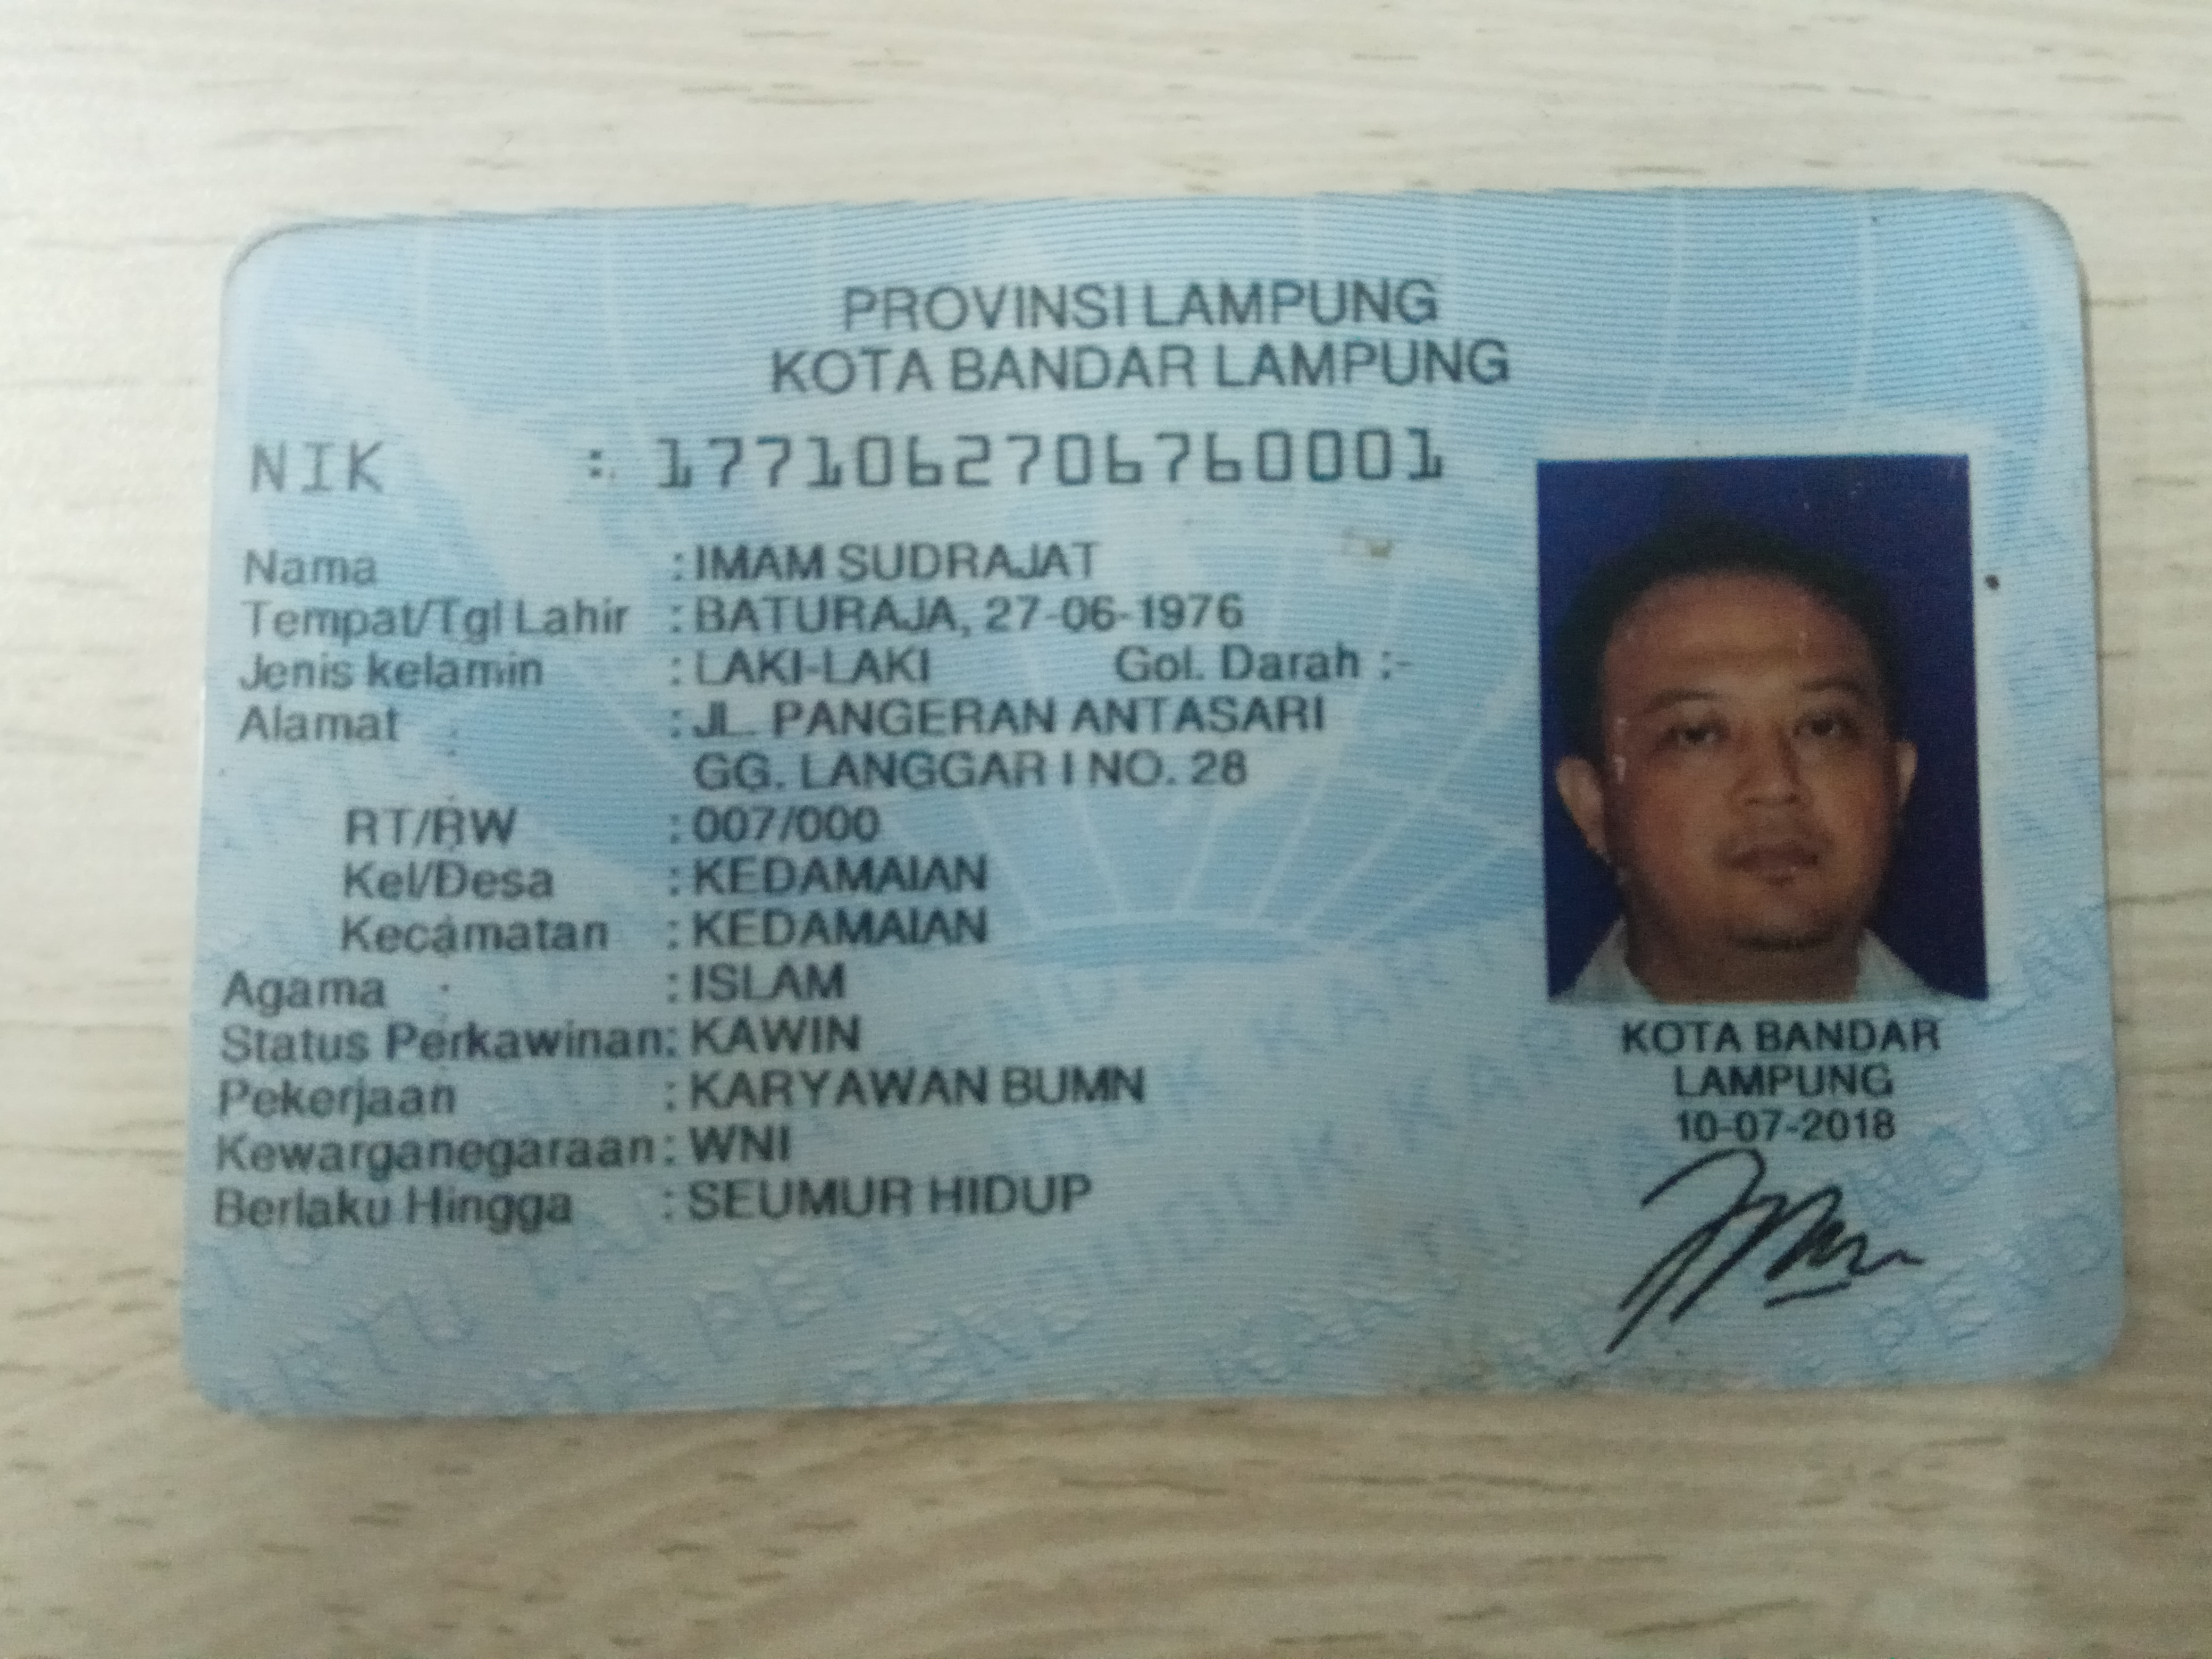 PROVINSI LAMPUNG
KOTA BANDAR LAMPUNG
NIK : 1771062706760001
Nama : IMAM SUDRAJAT
Tempat/Tgl Lahir : BATURAJA, 27-06-1976
Jenis kelamin : LAKI-LAKI Gol. Darah :-
Alamat : JL. PANGERAN ANTASARI
GG. LANGGAR I NO. 28
RT/RW : 007/000
Kel/Desa : KEDAMAIAN
Kecamatan : KEDAMAIAN
Agama : ISLAM
Status Perkawinan: KAWIN
Pekerjaan : KARYAWAN BUMN
Kewarganegaraan: WNI
Berlaku Hingga : SEUMUR HIDUP
KOTA BANDAR
LAMPUNG
10-07-2018